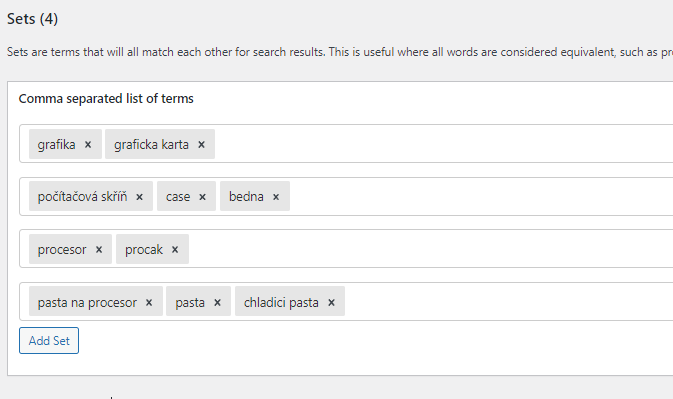 Sets (4)
Sets are terms that will all match each other for search results. This is useful where all words are considered equivalent, such as pr
Comma separated list of terms
grafika × graficka karta ×
počítačová skříň × case × bedna ×
procesor × procak ×
pasta na procesor × pasta × chladici pasta ×
Add Set